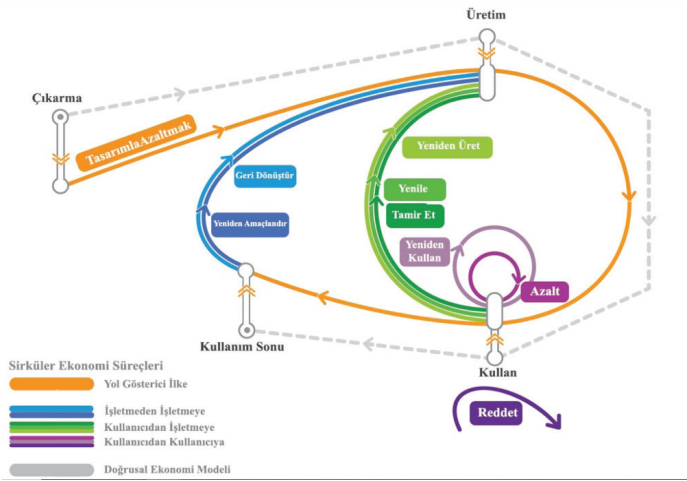 Üretim
Çıkarma
TasarımlaAzaltmak
Yeniden Üret
Geri Dönüştür
Yenile
Tamir Et
Yeniden Amaçlandır
Yeniden
Kullan
Azalt
Kullanım Sonu
Kullan
Reddet
Sirküler Ekonomi Süreçleri
Yol Gösterici İlke
İşletmeden İşletmeye
Kullanıcıdan İşletmeye
Kullanıcıdan Kullanıcıya
Doğrusal Ekonomi Modeli